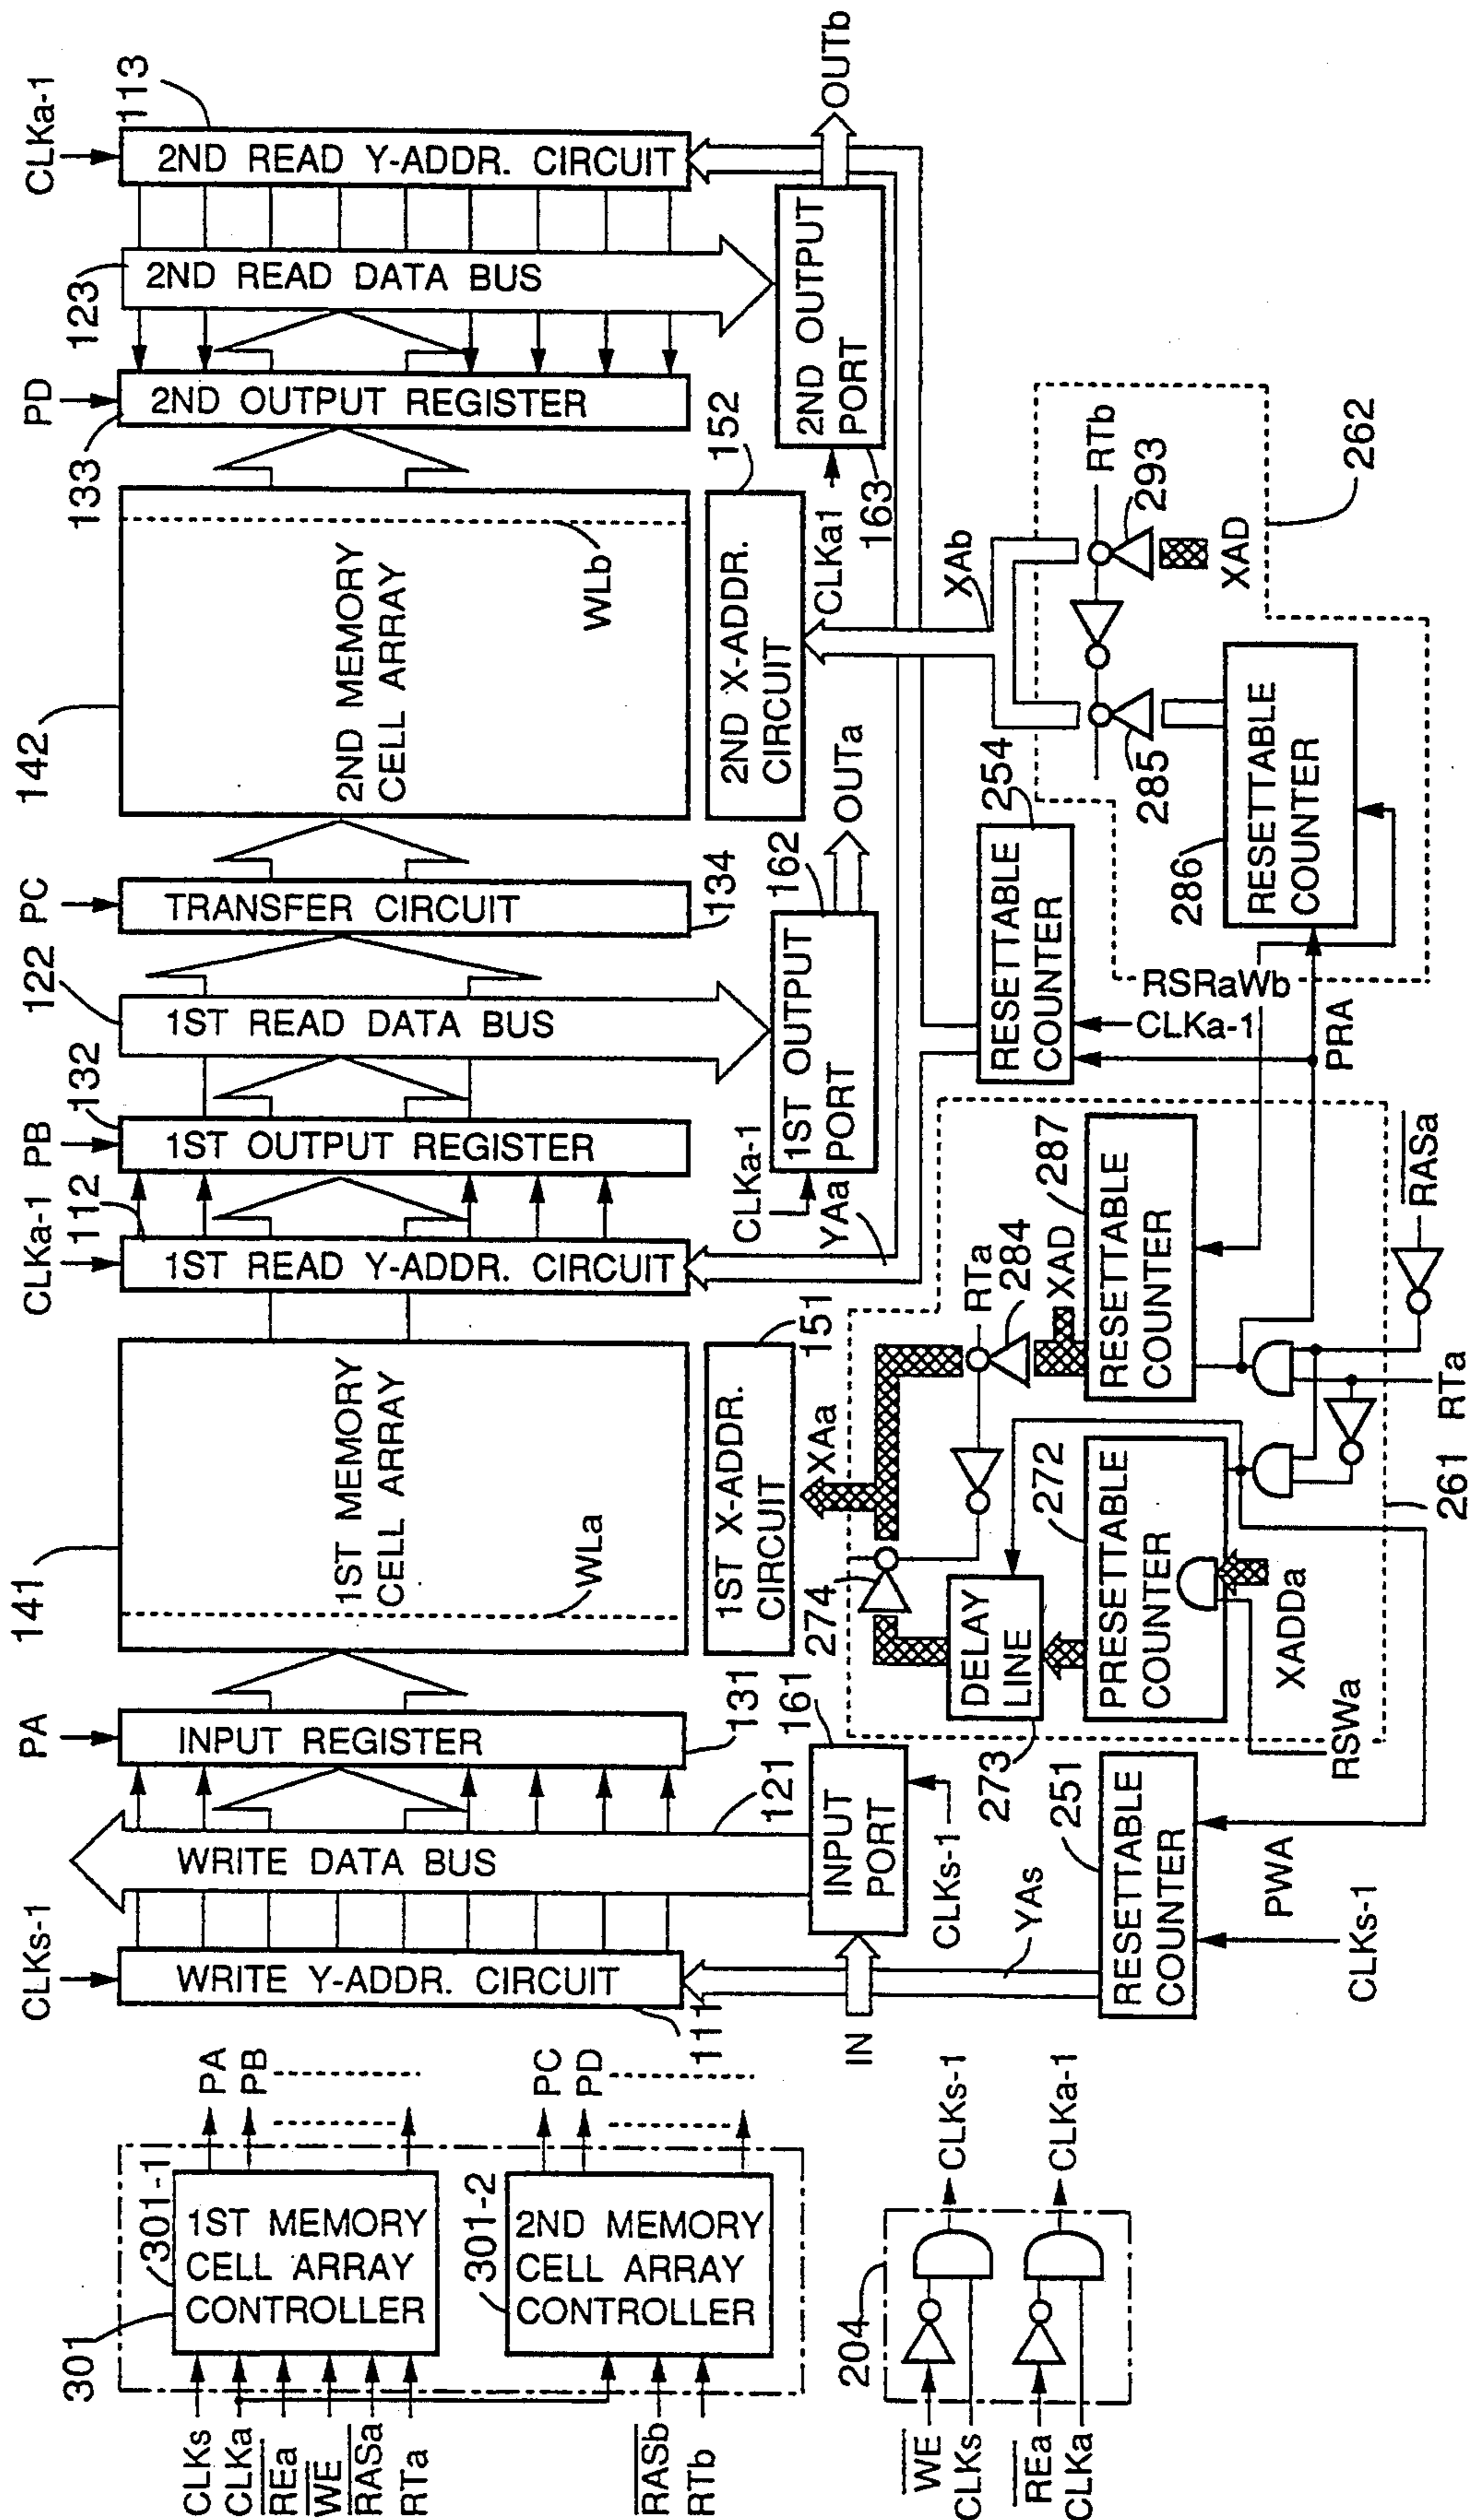 CLKs
CLKa
REa
WE
RASa
RTa
RASb
RTb
301
301-1
1ST MEMORY
CELL ARRAY
CONTROLLER
301-2
2ND MEMORY
CELL ARRAY
CONTROLLER
PA
PB
PC
PD
204
WE
CLKs
REa
CLKa
CLKs-1
CLKa-1
CLKs-1
WRITE Y-ADDR. CIRCUIT
111
WRITE DATA BUS
121
PA
INPUT REGISTER
131
141
1ST MEMORY
CELL ARRAY
WLa
CLKa-1
112
1ST READ Y-ADDR. CIRCUIT
PB
132
1ST OUTPUT REGISTER
122
1ST READ DATA BUS
PC
TRANSFER CIRCUIT
134
142
2ND MEMORY
CELL ARRAY
WLb
PD
133
2ND OUTPUT REGISTER
123
2ND READ DATA BUS
CLKa-1
113
2ND READ Y-ADDR. CIRCUIT
IN
INPUT
PORT
161
CLKs-1
YAs
1ST X-ADDR.
CIRCUIT
151
XAa
CLKa-1
YAa
1ST OUTPUT
PORT
162
OUTa
2ND X-ADDR.
CIRCUIT
152
XAb
CLKa1
163
2ND OUTPUT
PORT
OUTb
RESETTABLE
COUNTER
251
PWA
CLKs-1
274
DELAY
LINE
273
PRESETTABLE
COUNTER
272
RSWa
XADDa
RTa
284
XAD
287
RESETTABLE
COUNTER
261
RTa
RASa
RESETTABLE
COUNTER
254
CLKa-1
RSRaWb
PRA
286
RESETTABLE
COUNTER
285
RTb
293
XAD
262